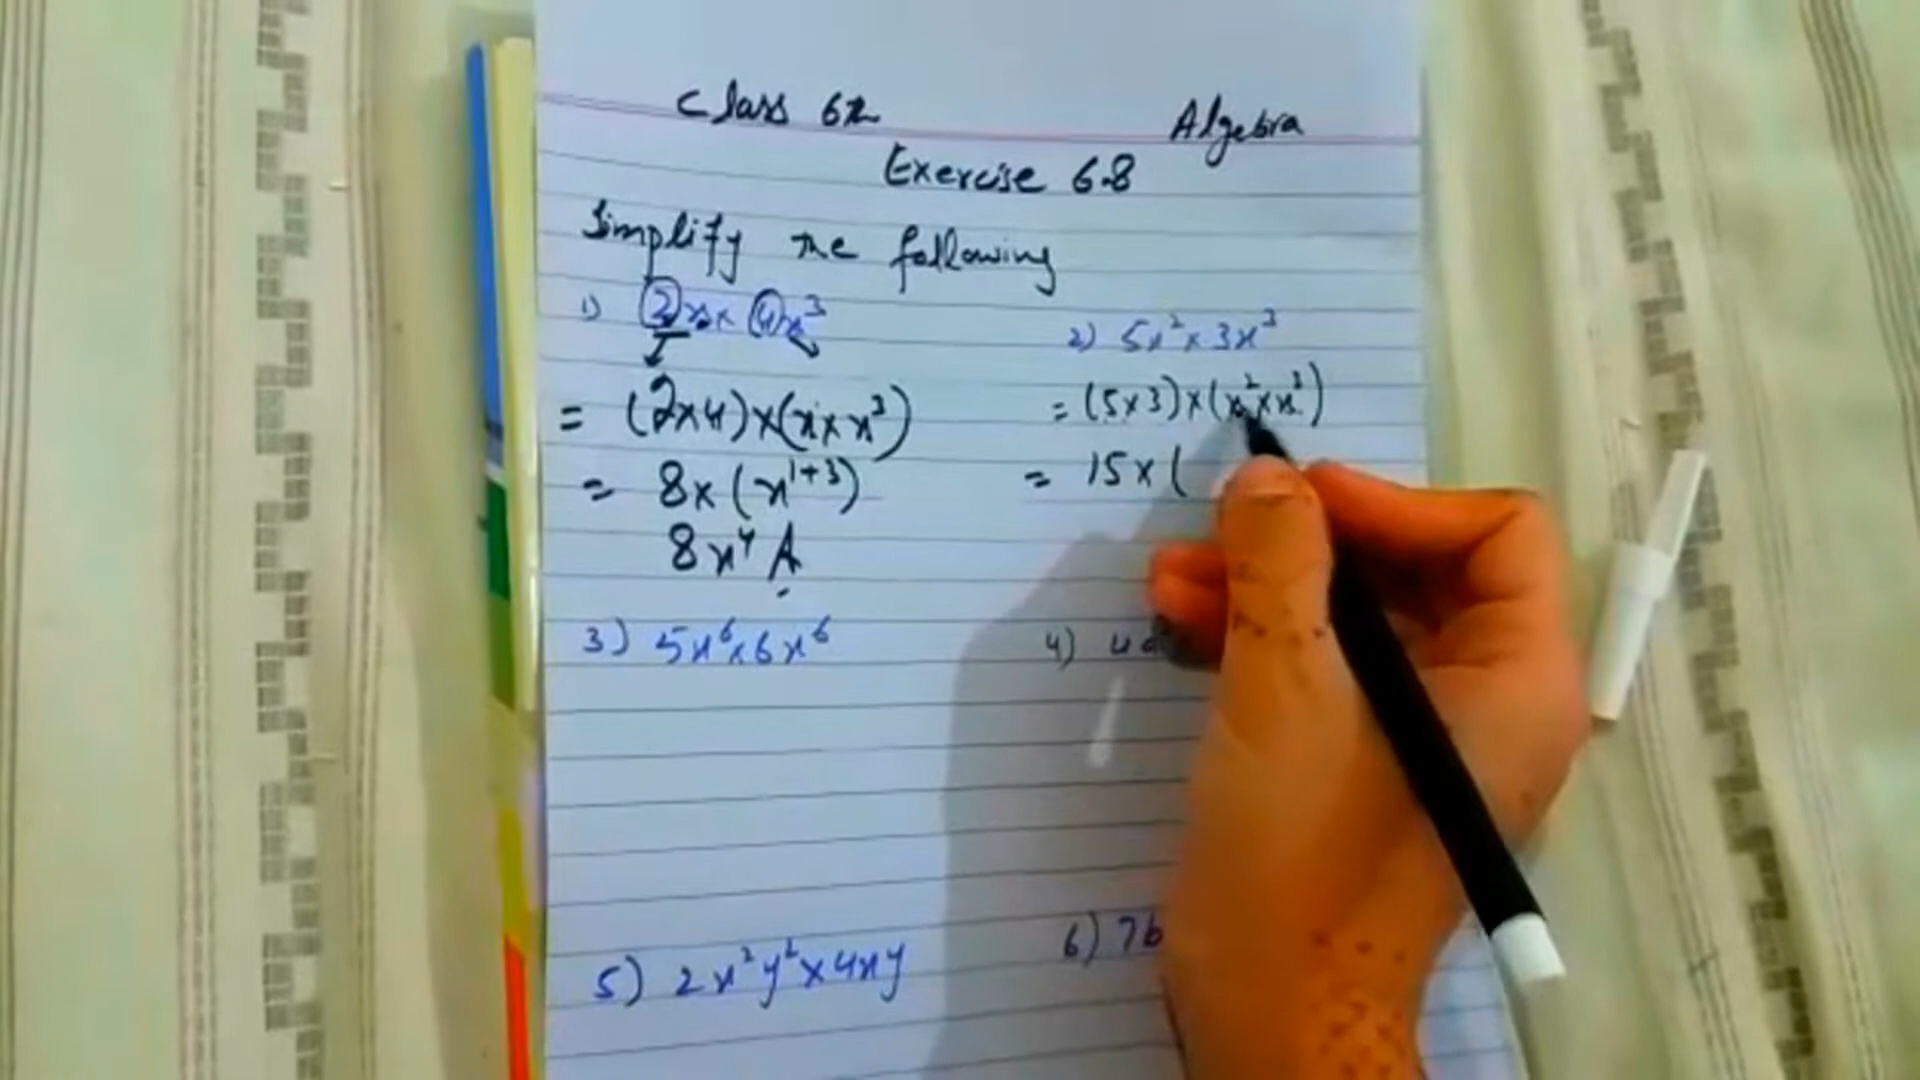 Class 6th Algebra
Exercise 6.8
Simplify the following
1) 2x × 4x³
2) 5x² × 3x³
= (2×4)×(x×x³)
= (5×3)×(x²×x³)
= 8×(x¹⁺³)
= 15×(
8x⁴ A
3) 5x⁶×6x⁶
4) 4a
5) 2x²y²×4xy
6) 7b